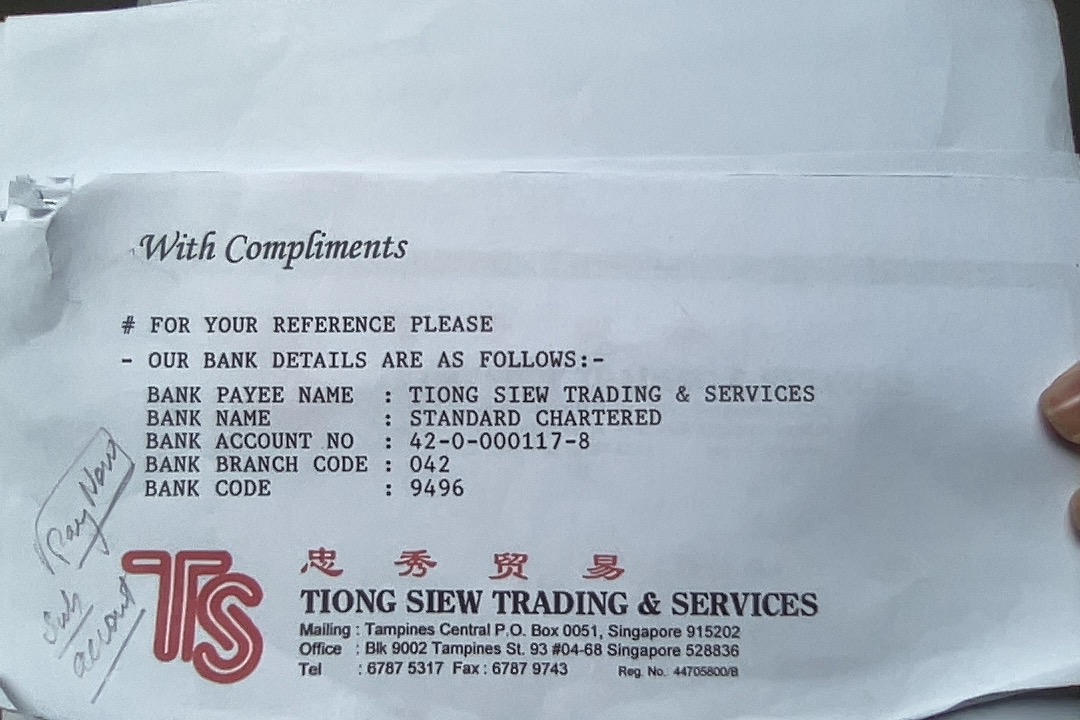 With Compliments
# FOR YOUR REFERENCE PLEASE
- OUR BANK DETAILS ARE AS FOLLOWS:-
BANK PAYEE NAME : TIONG SIEW TRADING & SERVICES
BANK NAME : STANDARD CHARTERED
BANK ACCOUNT NO : 42-0-000117-8
BANK BRANCH CODE : 042
BANK CODE : 9496
Pay Now
Sub
account
TS
忠 秀 贸 易
TIONG SIEW TRADING & SERVICES
Mailing : Tampines Central P.O. Box 0051, Singapore 915202
Office : Blk 9002 Tampines St. 93 #04-68 Singapore 528836
Tel : 6787 5317 Fax : 6787 9743 Reg. No. 44705800/B